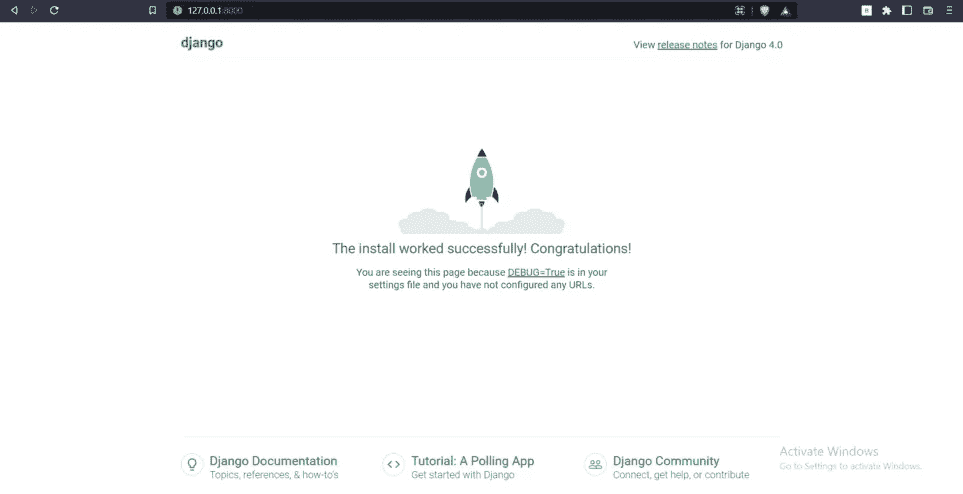 127.0.0.1:8000
django
View release notes for Django 4.0
The install worked successfully! Congratulations!
You are seeing this page because DEBUG=True is in your
settings file and you have not configured any URLs.
Django Documentation
Topics, references, & how-to's
Tutorial: A Polling App
Get started with Django
Django Community
Connect, get help, or contribute
Activate Windows
Go to Settings to activate Windows.